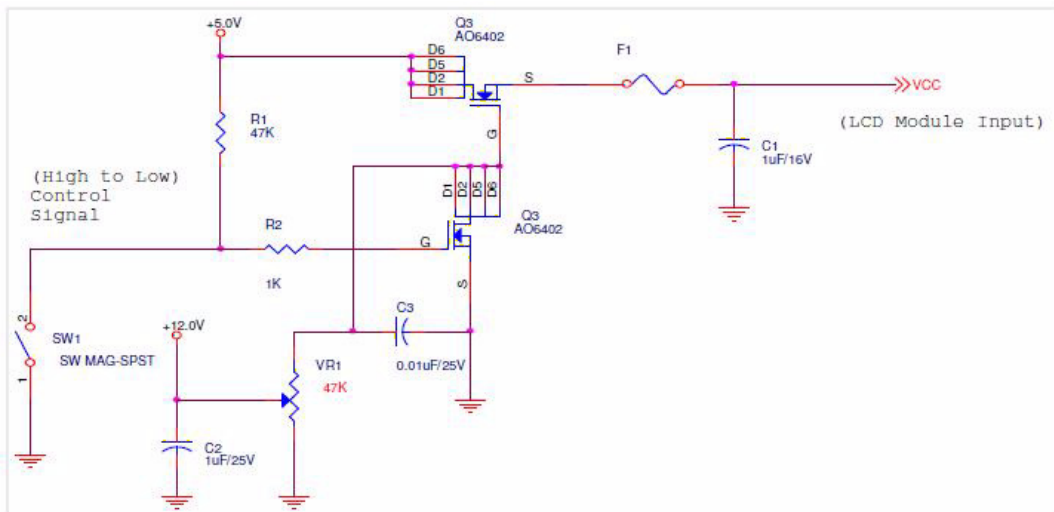 +5.0V
Q3
AO6402
D6
D5
D2
D1
S
G
F1
VCC
(LCD Module Input)
C1
1uF/16V
R1
47K
(High to Low)
Control
Signal
D1
D2
D5
D6
Q3
AO6402
G
S
R2
1K
C3
0.01uF/25V
2
SW1
SW MAG-SPST
1
+12.0V
VR1
47K
C2
1uF/25V